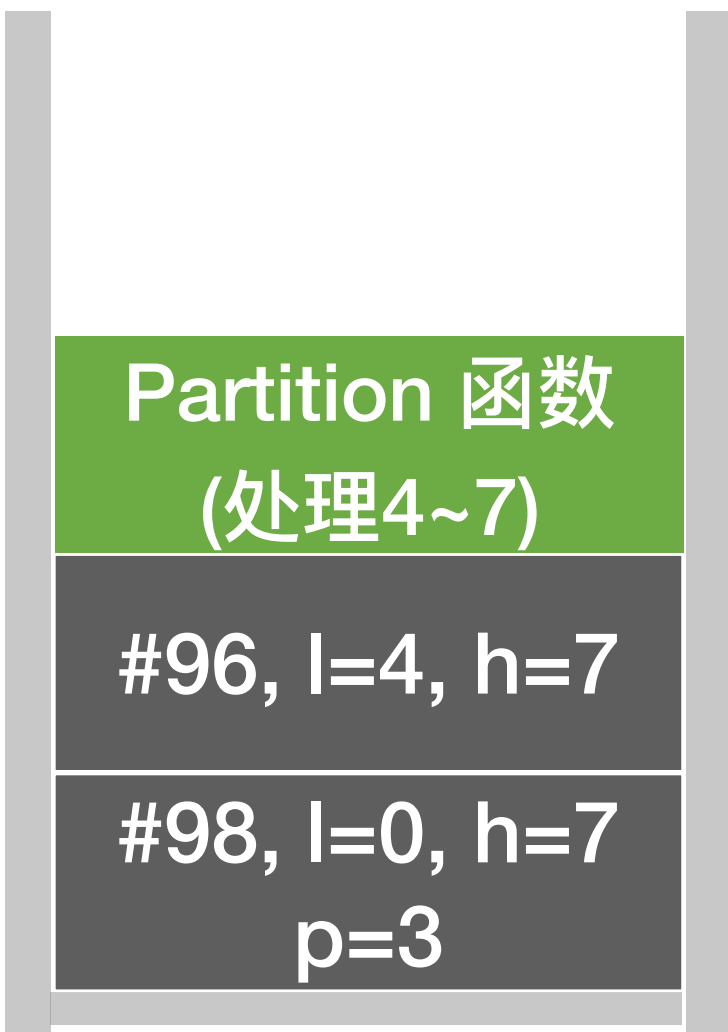 Partition 函数
(处理4~7)
#96, l=4, h=7
#98, l=0, h=7
p=3